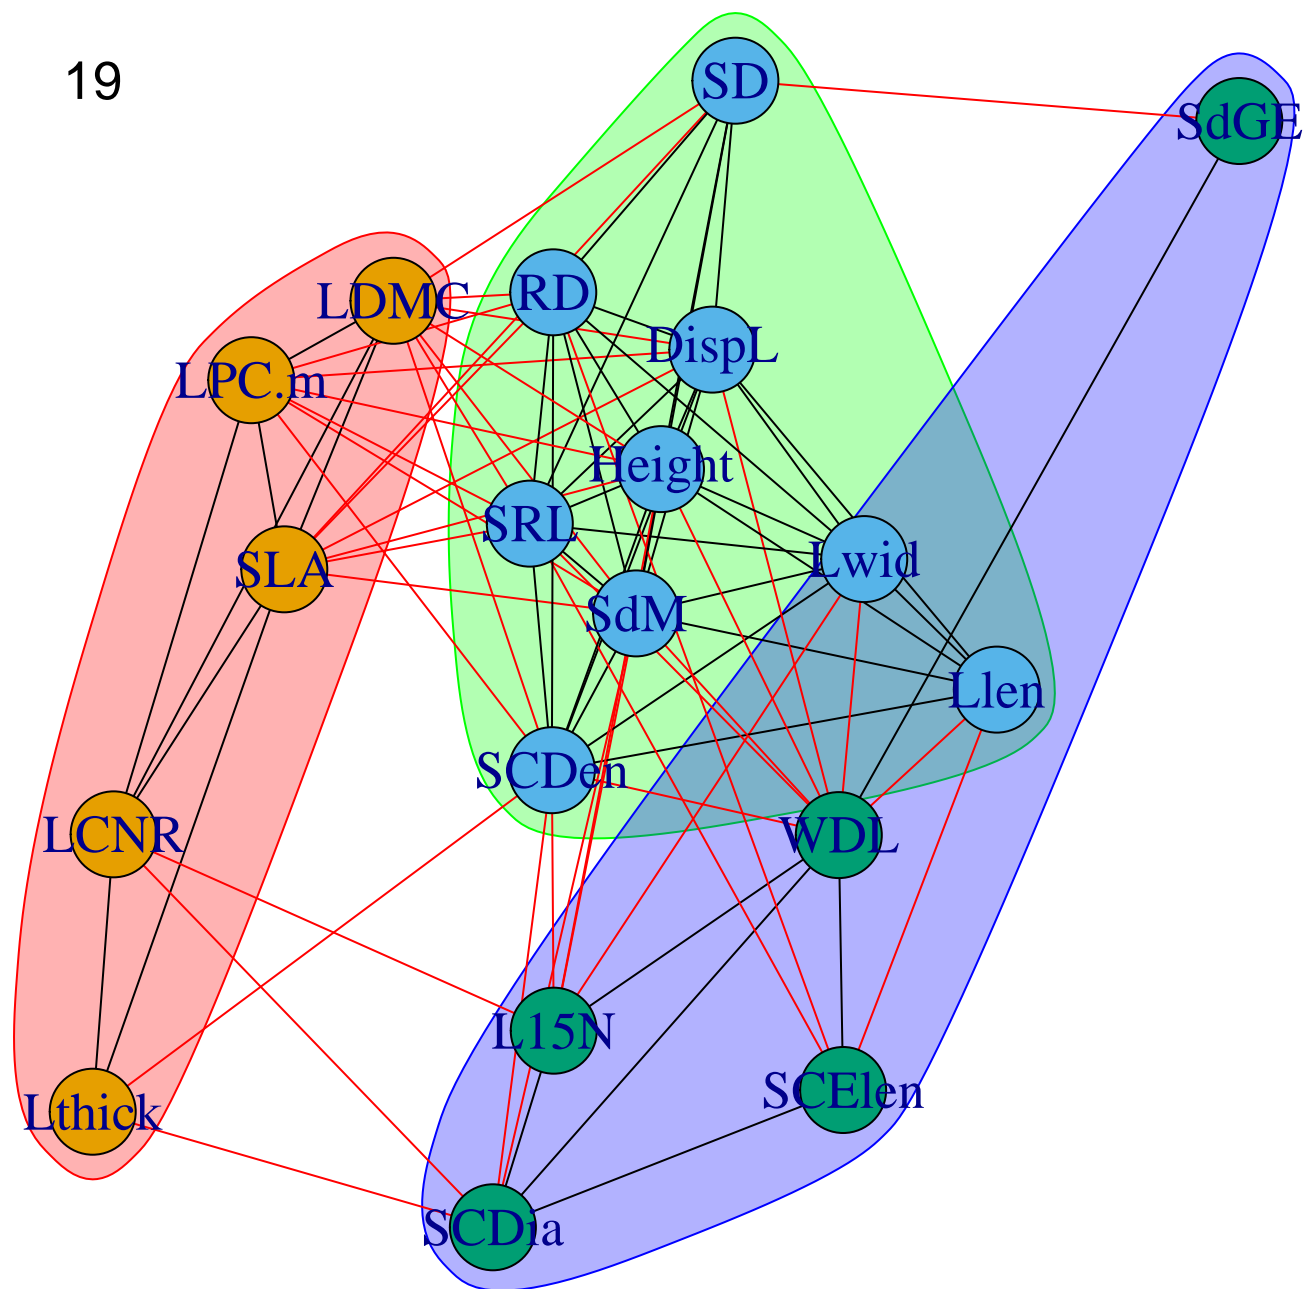 19
SD
SdGE
RD
LDMC
DispL
LPC.m
Height
SRL
Lwid
SLA
SdM
Llen
SCDen
LCNR
WDL
L15N
SCElen
Lthick
SCDia